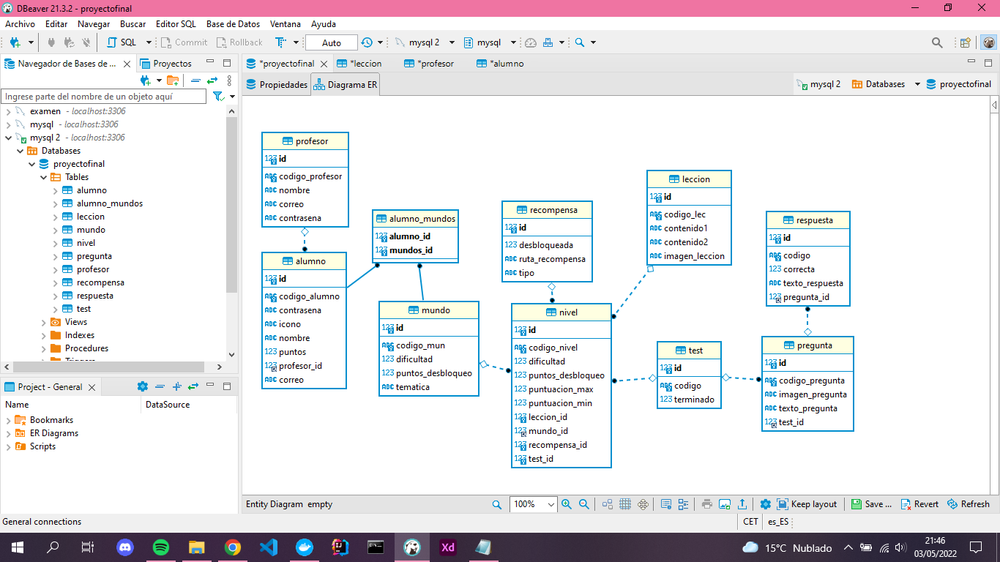 DBeaver 21.3.2 - proyectofinal
Archivo Editar Navegar Buscar Editor SQL Base de Datos Ventana Ayuda
SQL Commit Rollback Auto mysql 2 mysql
Navegador de Bases de ... Proyectos
Ingrese parte del nombre de un objeto aquí
examen - localhost:3306
mysql - localhost:3306
mysql 2 - localhost:3306
Databases
proyectofinal
Tables
alumno
alumno_mundos
leccion
mundo
nivel
pregunta
profesor
recompensa
respuesta
test
Views
Indexes
Procedures
Triggers
Project - General
Name DataSource
Bookmarks
ER Diagrams
Scripts
*proyectofinal *leccion *profesor *alumno
Propiedades Diagrama ER mysql 2 Databases proyectofinal
profesor
123 id
ABC codigo_profesor
ABC nombre
ABC correo
ABC contrasena
alumno
123 id
ABC codigo_alumno
ABC contrasena
ABC icono
ABC nombre
123 puntos
123 profesor_id
ABC correo
alumno_mundos
123 alumno_id
123 mundos_id
mundo
123 id
ABC codigo_mun
123 dificultad
123 puntos_desbloqueo
ABC tematica
recompensa
123 id
123 desbloqueada
ABC ruta_recompensa
ABC tipo
nivel
123 id
ABC codigo_nivel
123 dificultad
123 puntos_desbloqueo
123 puntuacion_max
123 puntuacion_min
123 leccion_id
123 mundo_id
123 recompensa_id
123 test_id
leccion
123 id
ABC codigo_lec
ABC contenido1
ABC contenido2
ABC imagen_leccion
test
123 id
ABC codigo
123 terminado
respuesta
123 id
ABC codigo
123 correcta
ABC texto_respuesta
123 pregunta_id
pregunta
123 id
ABC codigo_pregunta
ABC imagen_pregunta
ABC texto_pregunta
123 test_id
Entity Diagram empty 100% Keep layout Save ... Revert Refresh
General connections CET es_ES
Xd 15°C Nublado 21:46
03/05/2022